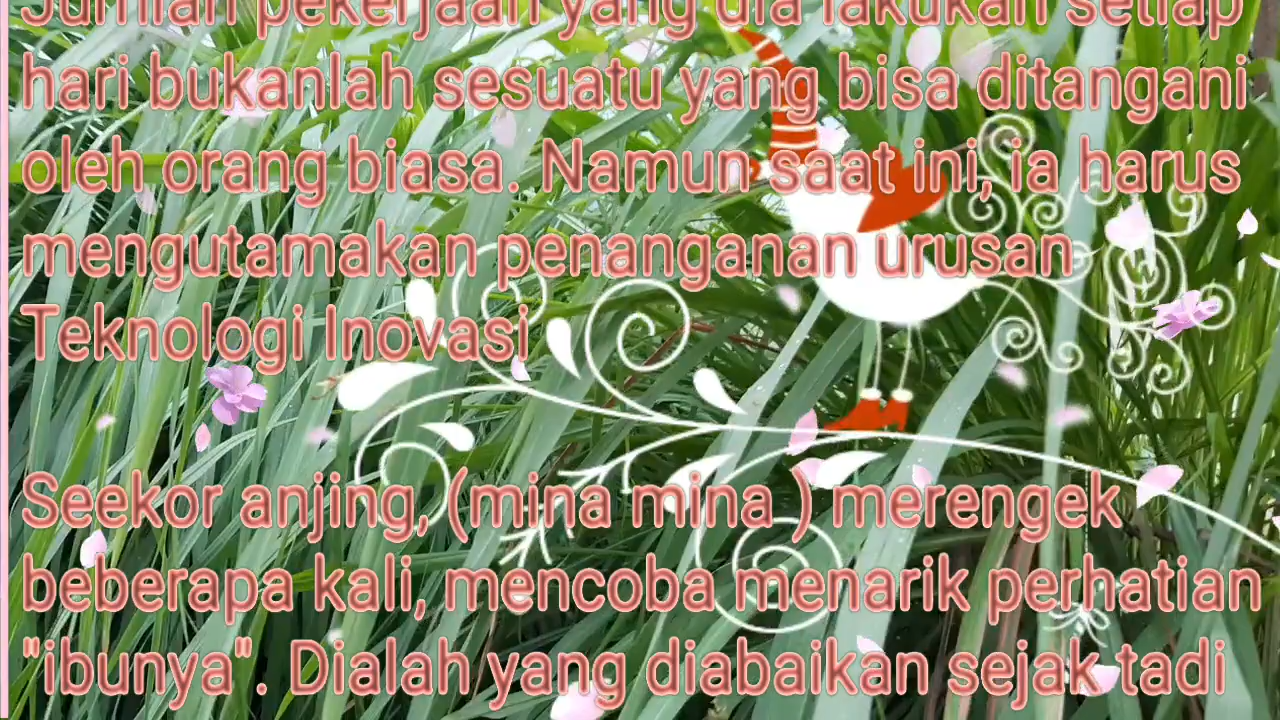 Jumlah pekerjaan yang dia lakukan setiap
hari bukanlah sesuatu yang bisa ditangani
oleh orang biasa. Namun saat ini, ia harus
mengutamakan penanganan urusan
Teknologi Inovasi
Seekor anjing, (mina mina ) merengek
beberapa kali, mencoba menarik perhatian
"ibunya". Dialah yang diabaikan sejak tadi